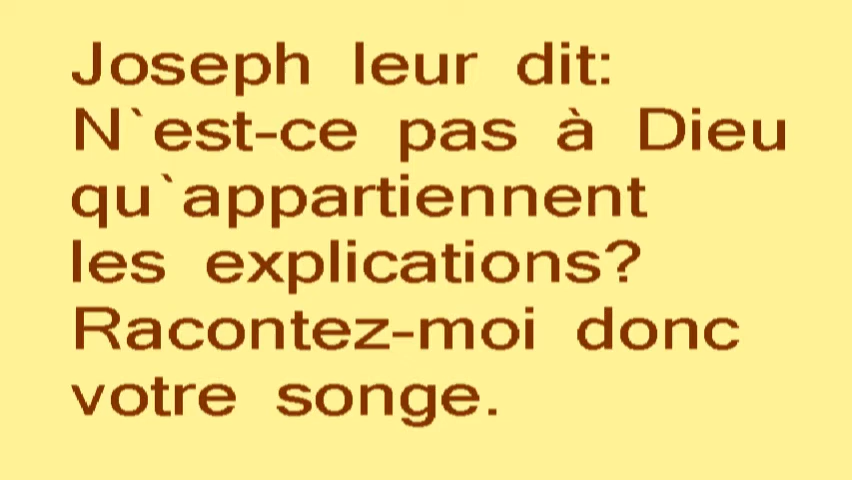 Joseph leur dit:
N`est-ce pas à Dieu
qu`appartiennent
les explications?
Racontez-moi donc
votre songe.